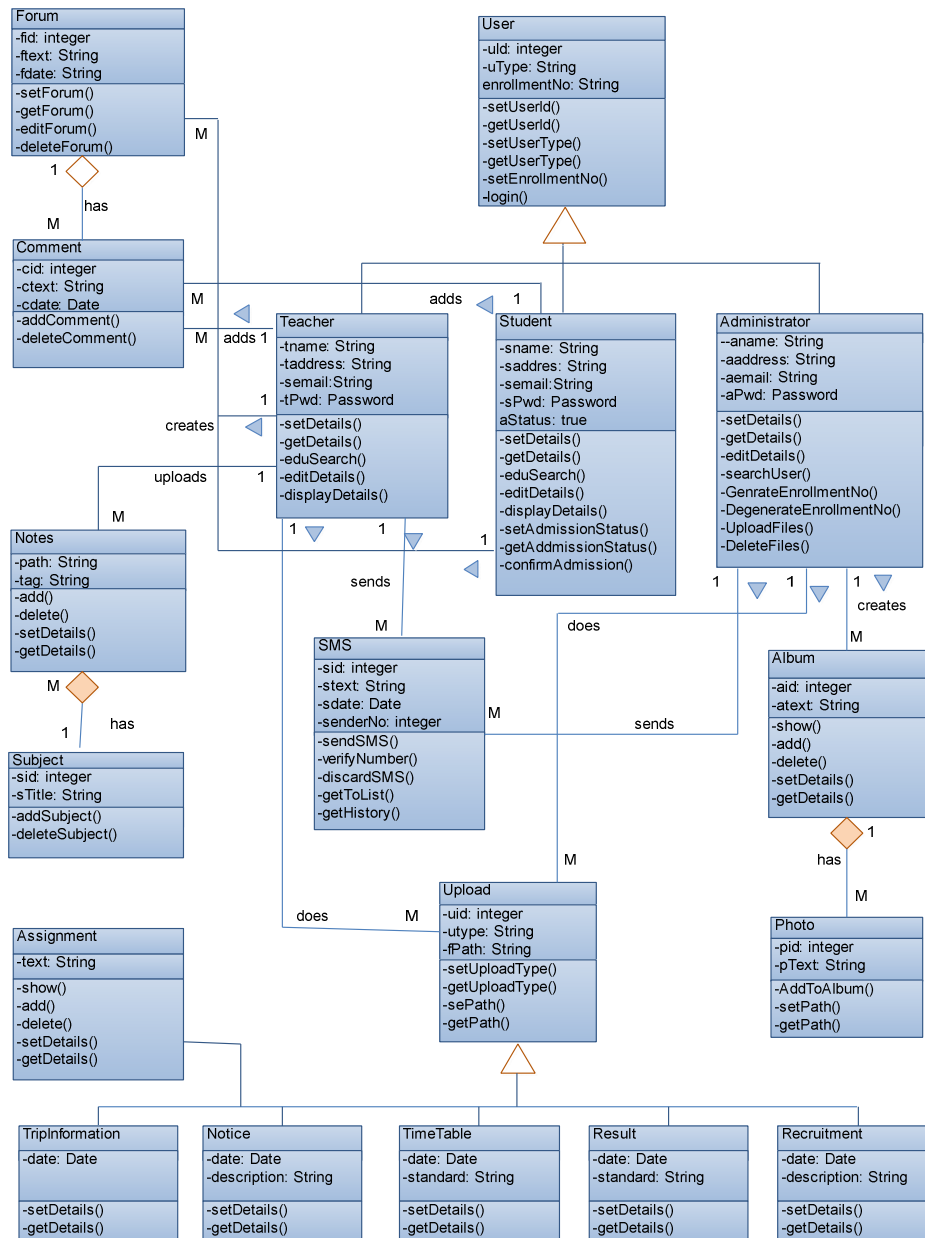 Forum
-fid: integer
-ftext: String
-fdate: String
-setForum()
-getForum()
-editForum()
-deleteForum()
M
1
has
M
User
-uId: integer
-uType: String
enrollmentNo: String
-setUserId()
-getUserId()
-setUserType()
-getUserType()
-setEnrollmentNo()
-login()
Comment
-cid: integer
-ctext: String
-cdate: Date
-addComment()
-deleteComment()
M
adds
1
M
adds 1
Teacher
-tname: String
-taddress: String
-semail:String
-tPwd: Password
-setDetails()
-getDetails()
-eduSearch()
-editDetails()
-displayDetails()
1
creates
uploads
1
M
Student
-sname: String
-saddres: String
-semail:String
-sPwd: Password
aStatus: true
-setDetails()
-getDetails()
-eduSearch()
-editDetails()
-displayDetails()
-setAdmissionStatus()
-getAddmissionStatus()
-confirmAdmission()
1
Administrator
--aname: String
-aaddress: String
-aemail: String
-aPwd: Password
-setDetails()
-getDetails()
-editDetails()
-searchUser()
-GenrateEnrollmentNo()
-DegenerateEnrollmentNo()
-UploadFiles()
-DeleteFiles()
1
1
1
creates
M
does
1
1
sends
M
Notes
-path: String
-tag: String
-add()
-delete()
-setDetails()
-getDetails()
M
has
1
Subject
-sid: integer
-sTitle: String
-addSubject()
-deleteSubject()
SMS
-sid: integer
-stext: String
-sdate: Date
-senderNo: integer
-sendSMS()
-verifyNumber()
-discardSMS()
-getToList()
-getHistory()
M
sends
Album
-aid: integer
-atext: String
-show()
-add()
-delete()
-setDetails()
-getDetails()
1
has
M
Photo
-pid: integer
-pText: String
-AddToAlbum()
-setPath()
-getPath()
M
does
M
Upload
-uid: integer
-utype: String
-fPath: String
-setUploadType()
-getUploadType()
-sePath()
-getPath()
Assignment
-text: String
-show()
-add()
-delete()
-setDetails()
-getDetails()
TripInformation
-date: Date
-setDetails()
-getDetails()
Notice
-date: Date
-description: String
-setDetails()
-getDetails()
TimeTable
-date: Date
-standard: String
-setDetails()
-getDetails()
Result
-date: Date
-standard: String
-setDetails()
-getDetails()
Recruitment
-date: Date
-description: String
-setDetails()
-getDetails()